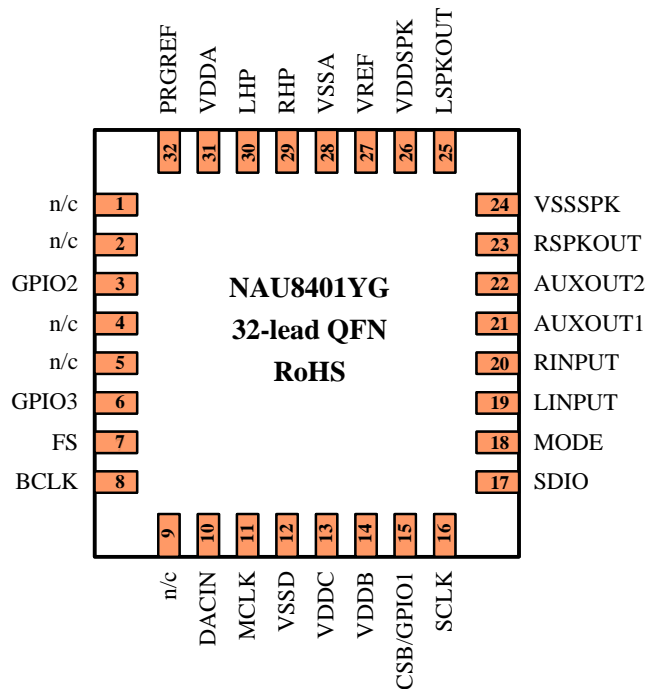 PRGREF
VDDA
LHP
RHP
VSSA
VREF
VDDSPK
LSPKOUT
32
31
30
29
28
27
26
25
n/c 1
n/c 2
GPIO2 3
n/c 4
n/c 5
GPIO3 6
FS 7
BCLK 8
NAU8401YG
32-lead QFN
RoHS
24 VSSSPK
23 RSPKOUT
22 AUXOUT2
21 AUXOUT1
20 RINPUT
19 LINPUT
18 MODE
17 SDIO
9
10
11
12
13
14
15
16
n/c
DACIN
MCLK
VSSD
VDDC
VDDB
CSB/GPIO1
SCLK